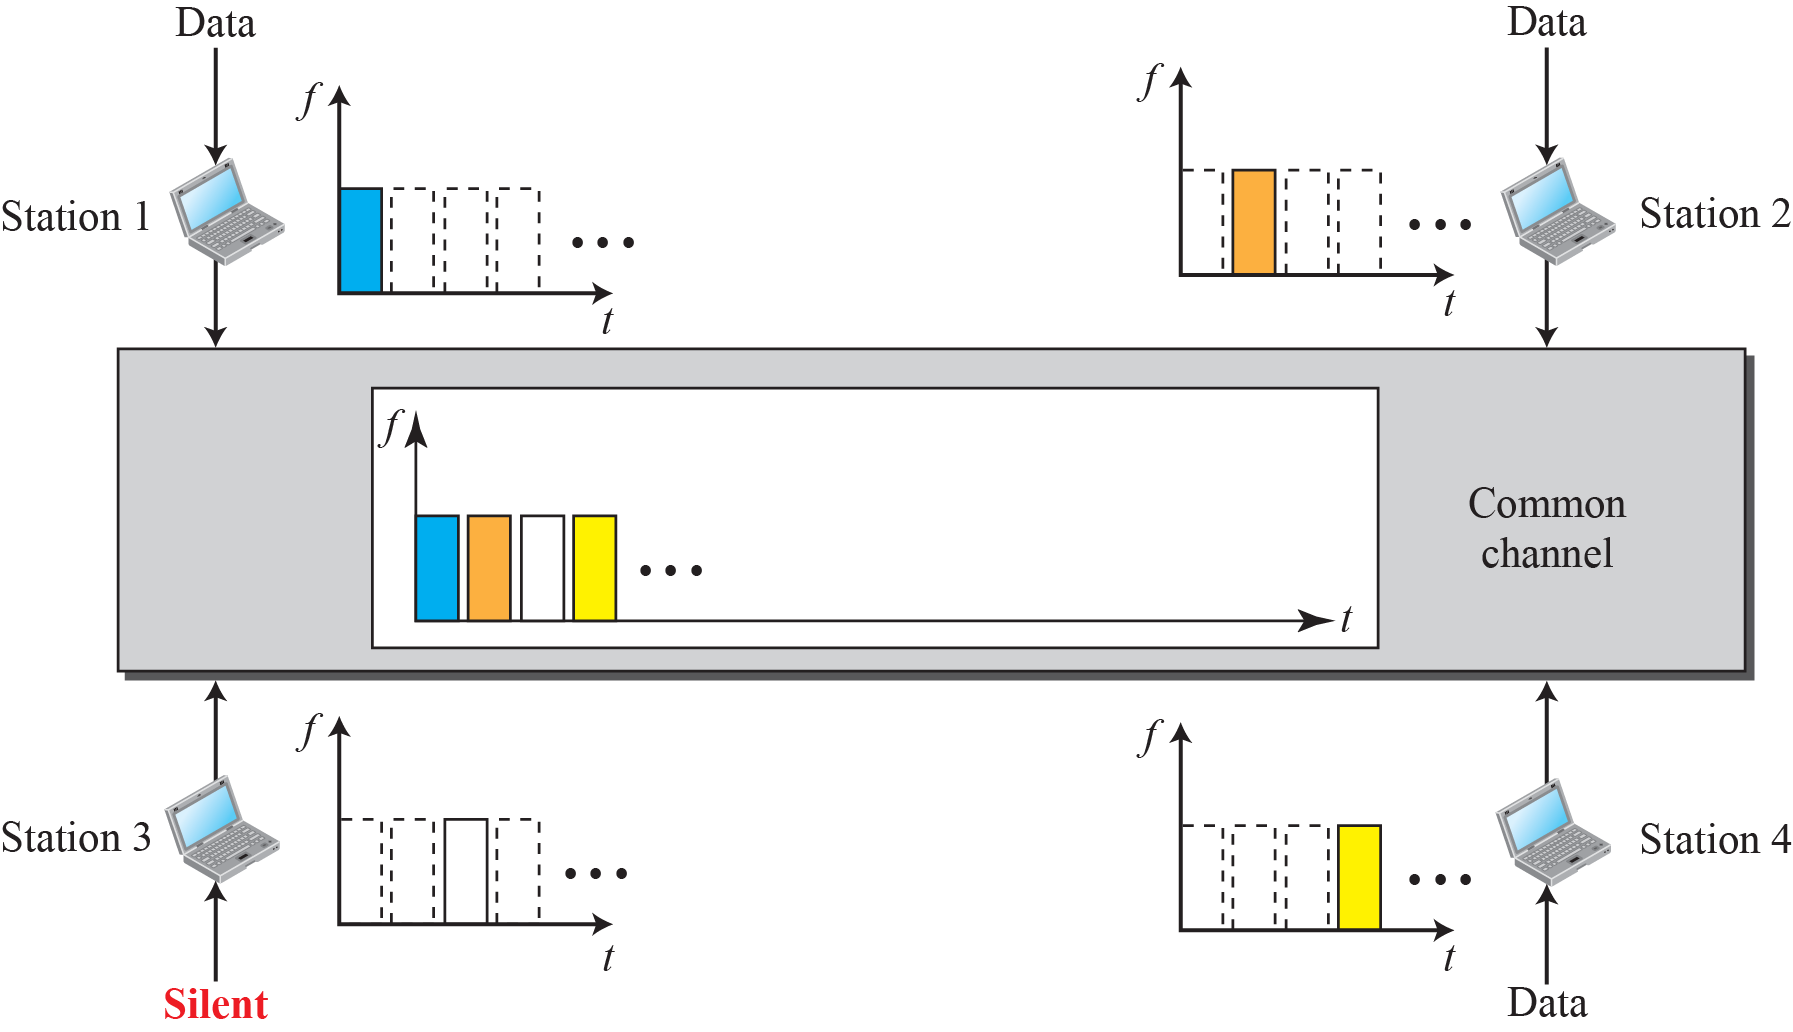 Data
Data
f
f
Station 1
Station 2
t
t
f
Common
channel
t
f
f
Station 3
Station 4
t
t
Silent
Data